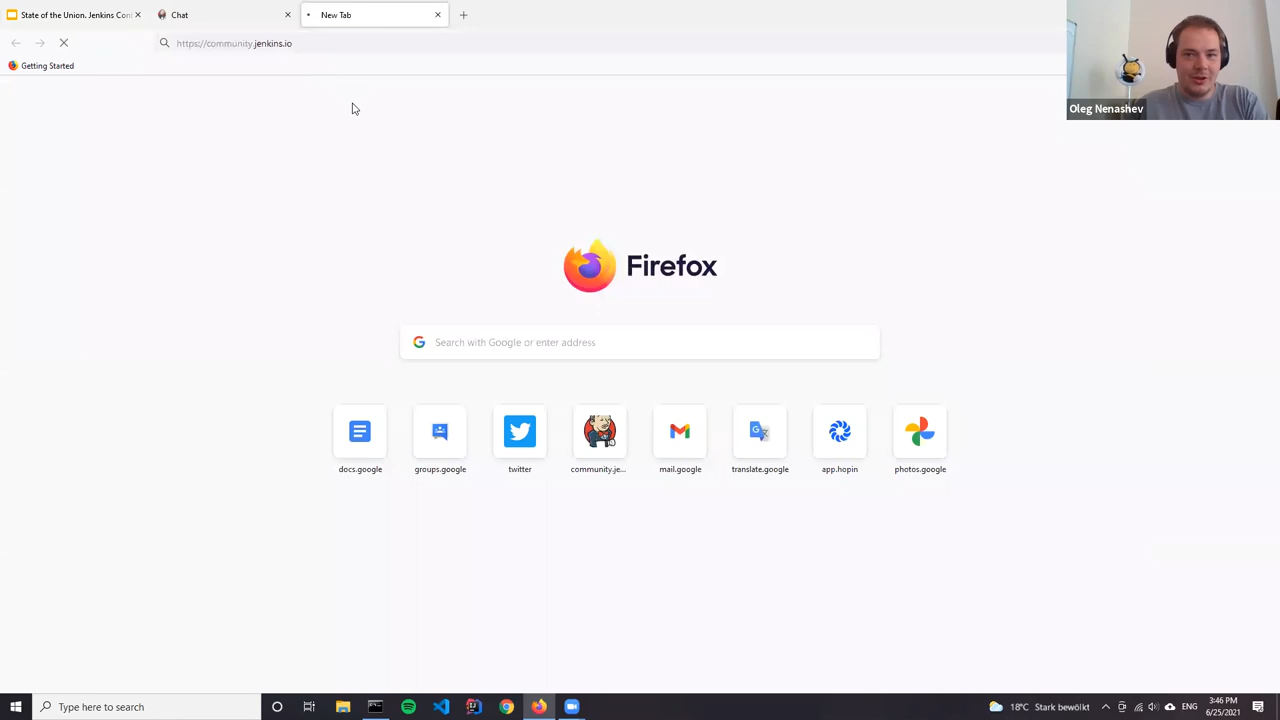 State of the Union. Jenkins Con
Chat
New Tab
https://community.jenkins.io
Getting Started
Oleg Nenashev
Firefox
Search with Google or enter address
docs.google
groups.google
twitter
community.je...
mail.google
translate.google
app.hopin
photos.google
Type here to search
18°C Stark bewölkt
ENG
3:46 PM
6/25/2021